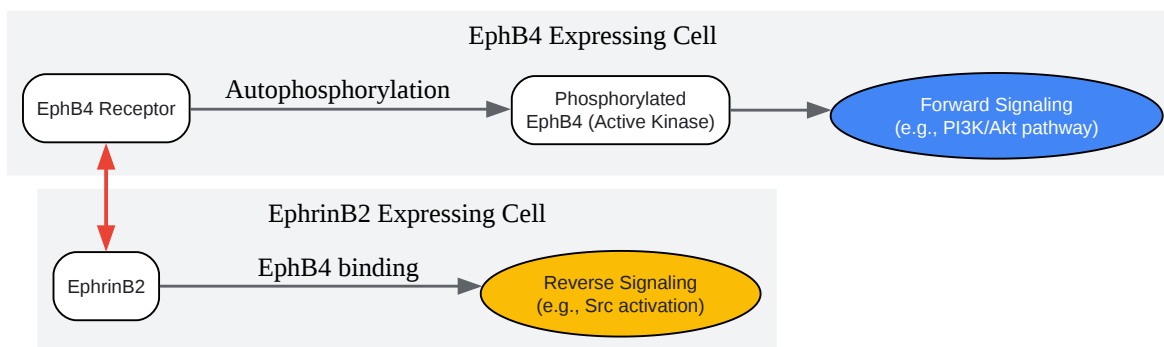 EphB4 Expressing Cell
EphB4 Receptor
Autophosphorylation
Phosphorylated
EphB4 (Active Kinase)
Forward Signaling
(e.g., PI3K/Akt pathway)
EphrinB2 Expressing Cell
EphrinB2
EphB4 binding
Reverse Signaling
(e.g., Src activation)